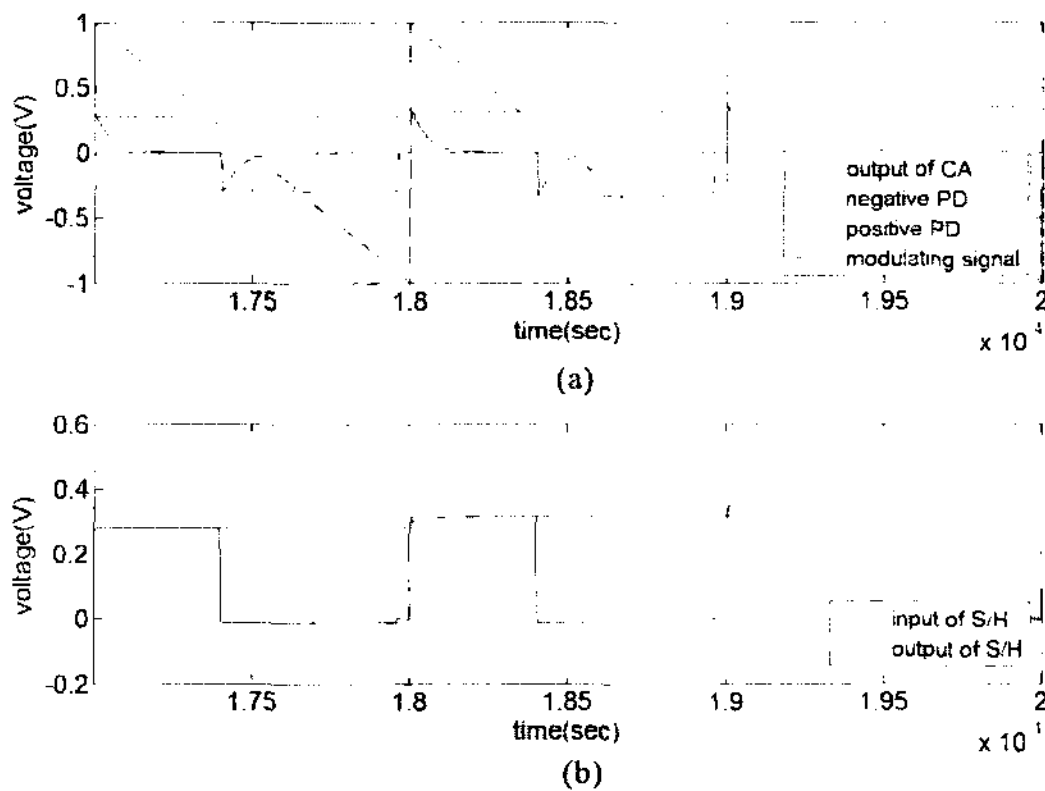 1
0.5
0
-0.5
-1
voltage(V)
output of CA
negative PD
positive PD
modulating signal
1.75 1.8 1.85 1.9 1.95 2
time(sec)
x 10
(a)
0.6
0.4
0.2
0
-0.2
voltage(V)
input of S/H
output of S/H
1.75 1.8 1.85 1.9 1.95 2
time(sec)
x 10
(b)